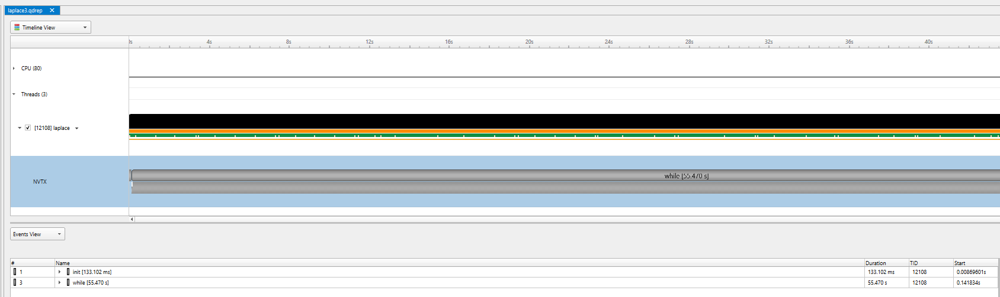 laplace3.qdrep
Timeline View
0s 4s 8s 12s 16s 20s 24s 28s 32s 36s 40s
CPU (80)
Threads (3)
[12108] laplace
while [55.470 s]
NVTX
Events View
# Name Duration TID Start
1 init [133.102 ms] 133.102 ms 12108 0.00869601s
3 while [55.470 s] 55.470 s 12108 0.141834s